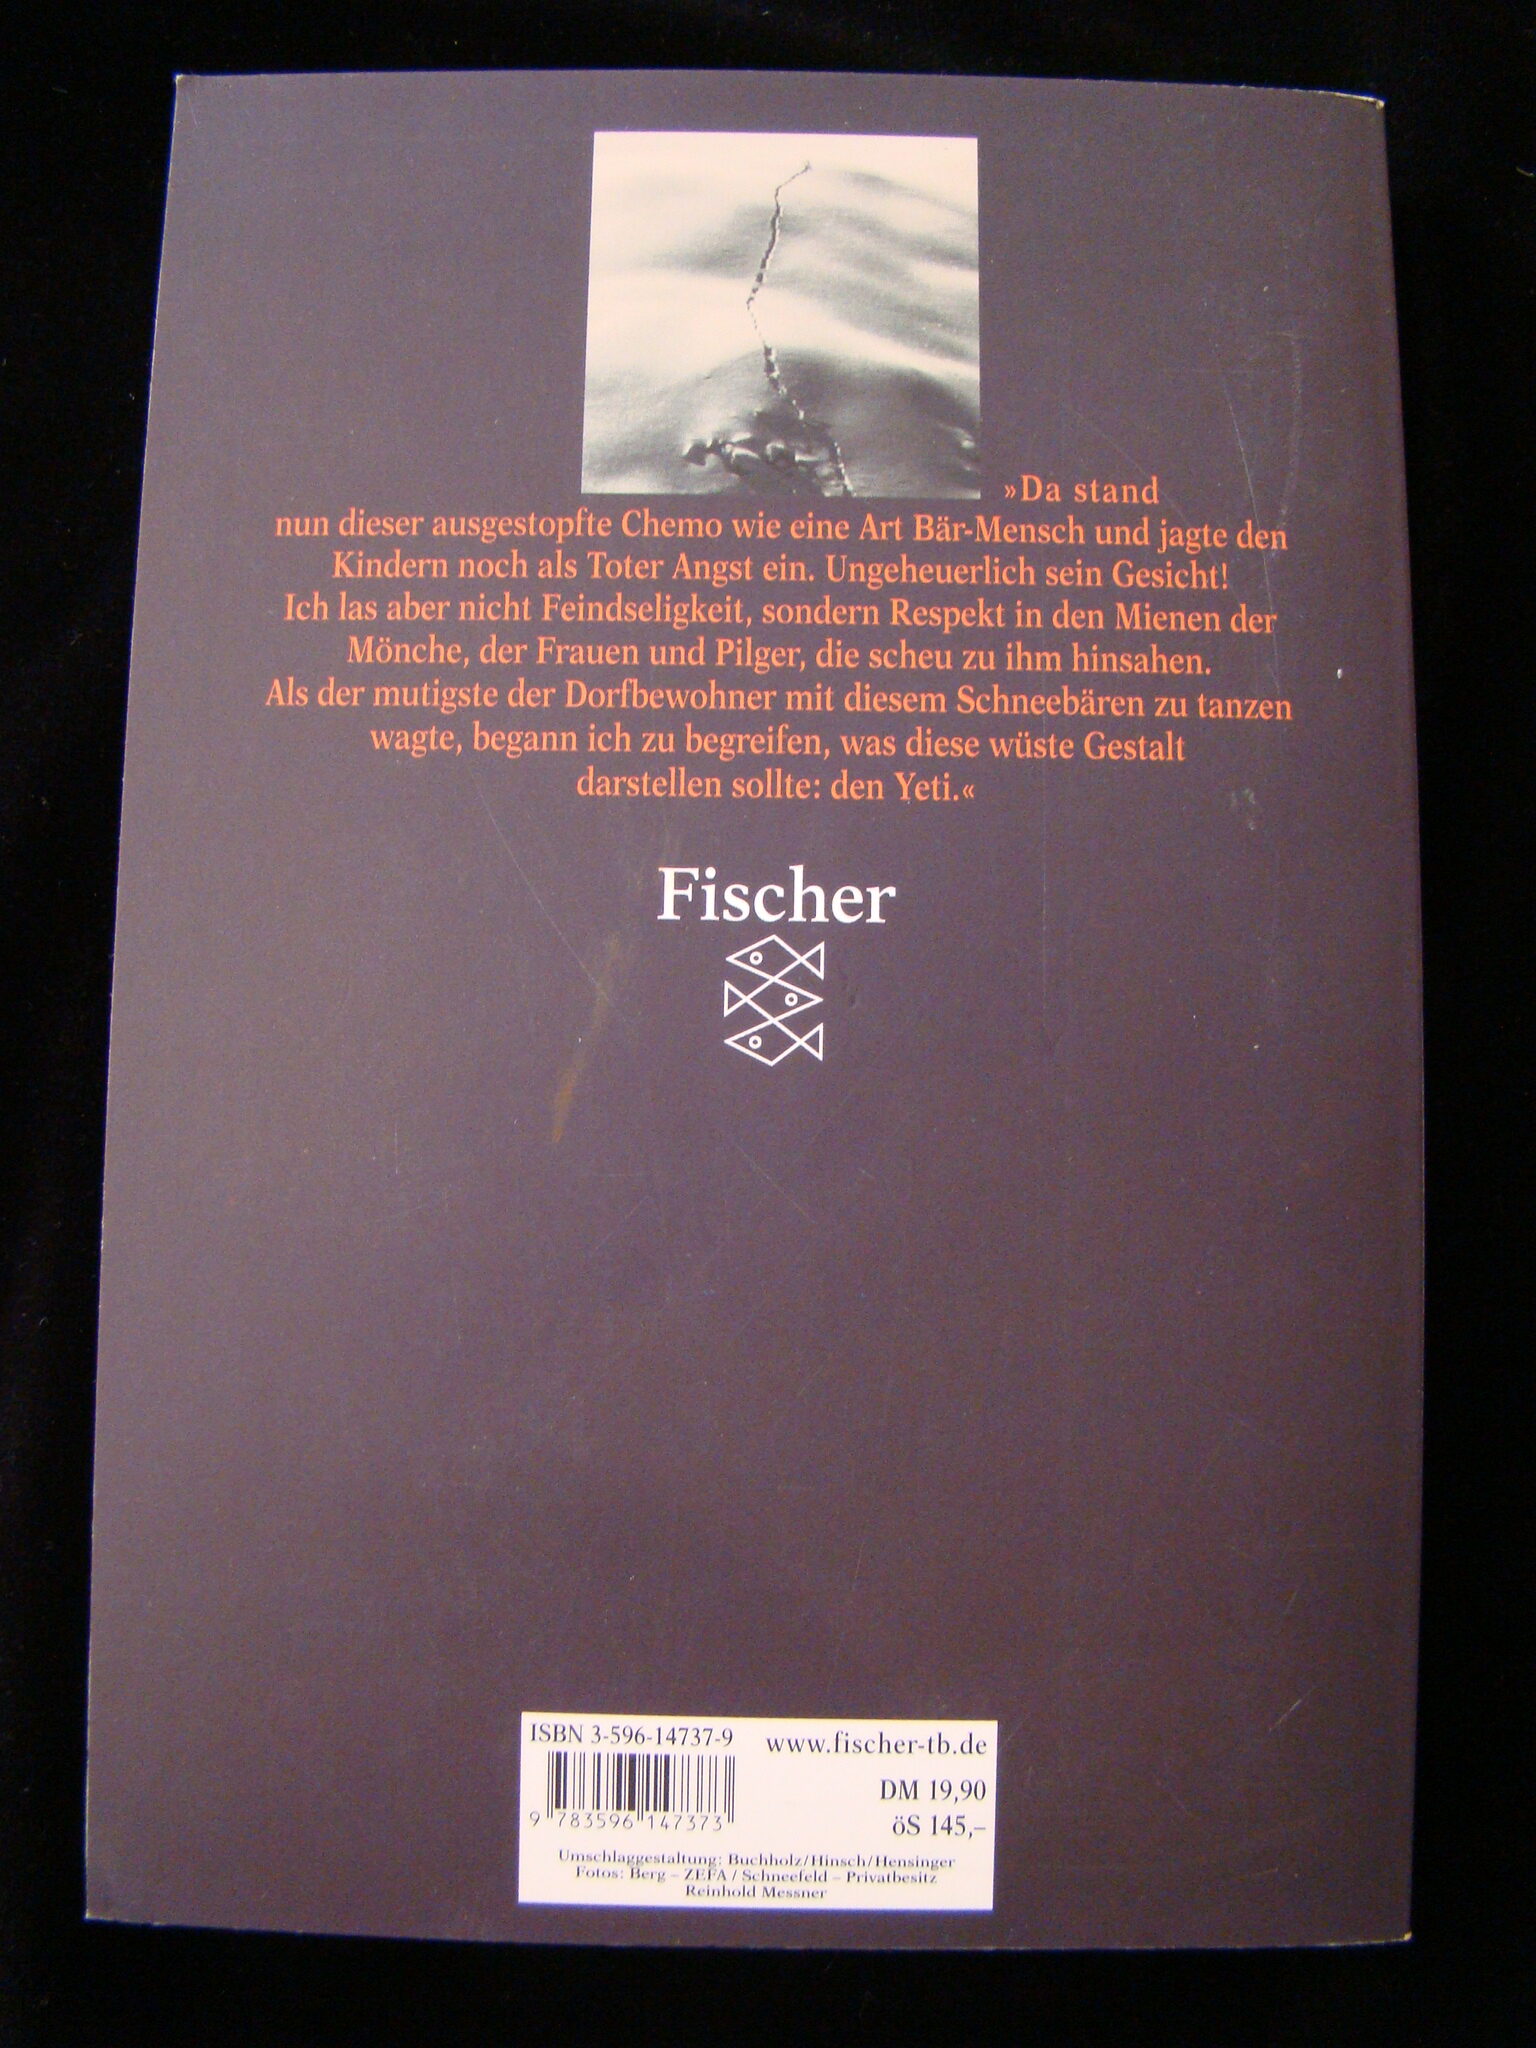 »Da stand
nun dieser ausgestopfte Chemo wie eine Art Bär-Mensch und jagte den
Kindern noch als Toter Angst ein. Ungeheuerlich sein Gesicht!
Ich las aber nicht Feindseligkeit, sondern Respekt in den Mienen der
Mönche, der Frauen und Pilger, die scheu zu ihm hinsahen.
Als der mutigste der Dorfbewohner mit diesem Schneebären zu tanzen
wagte, begann ich zu begreifen, was diese wüste Gestalt
darstellen sollte: den Yeti.«
Fischer
ISBN 3-596-14737-9
www.fischer-tb.de
DM 19,90
öS 145,–
9 783596 147373
Umschlaggestaltung: Buchholz/Hinsch/Hensinger
Fotos: Berg – ZEFA / Schneefeld – Privatbesitz
Reinhold Messner